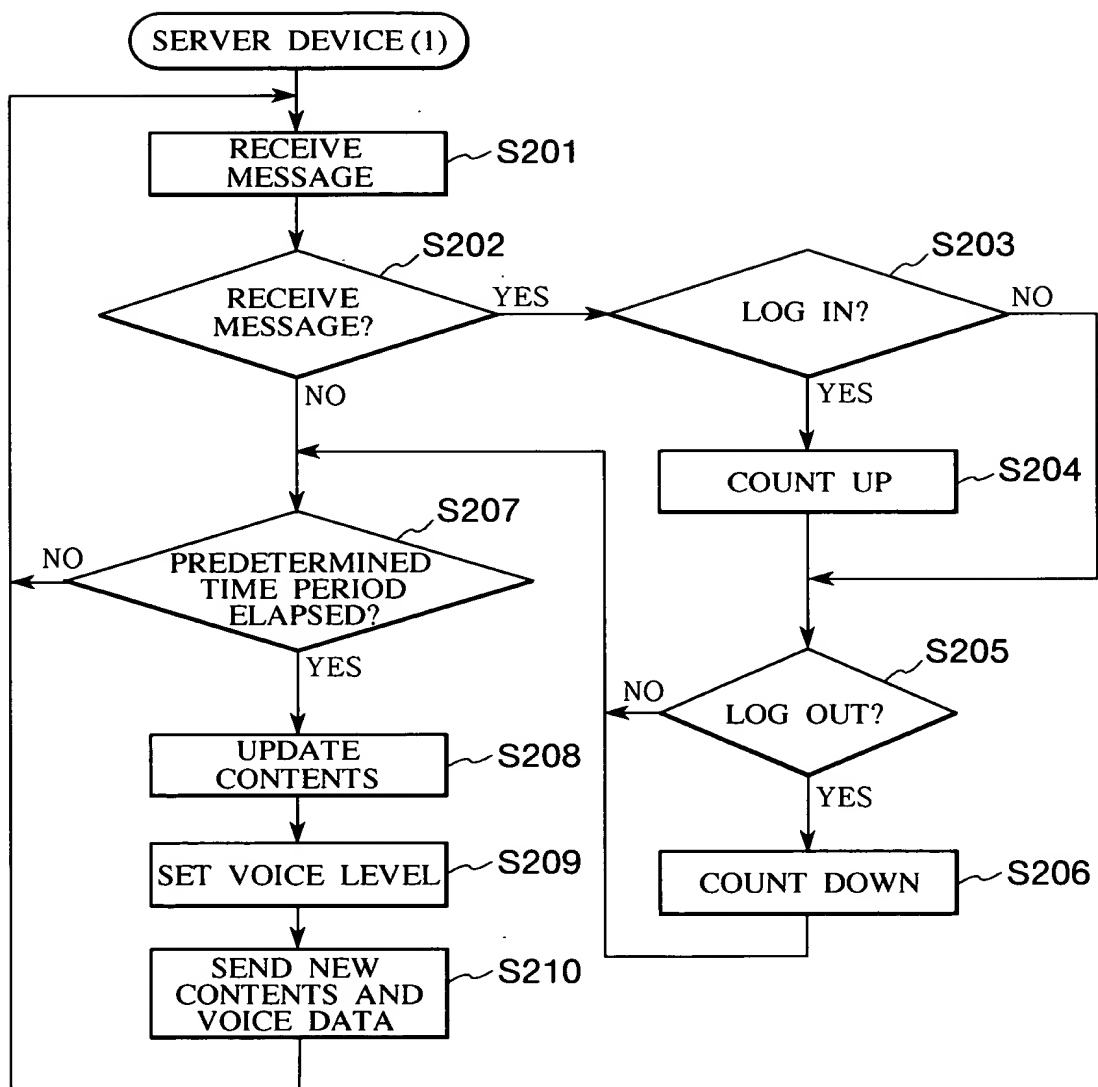 SERVER DEVICE (1)
RECEIVE
MESSAGE
S201
S202
RECEIVE
MESSAGE?
YES
NO
S203
LOG IN?
NO
YES
COUNT UP
S204
S207
PREDETERMINED
TIME PERIOD
ELAPSED?
NO
YES
S205
LOG OUT?
NO
YES
UPDATE
CONTENTS
S208
SET VOICE LEVEL
S209
COUNT DOWN
S206
SEND NEW
CONTENTS AND
VOICE DATA
S210